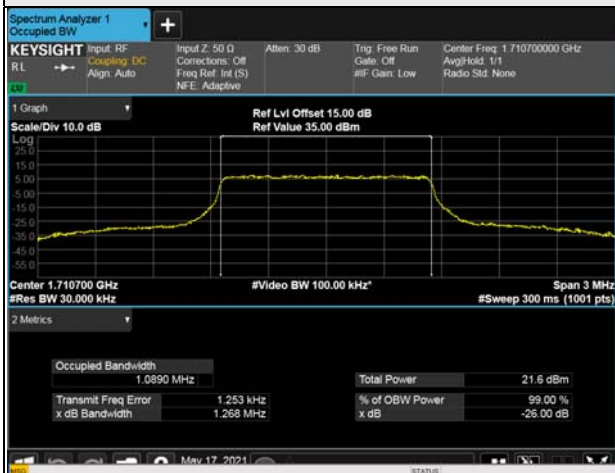 Spectrum Analyzer 1
Occupied BW
KEYSIGHT Input: RF Input Z: 50 Ω Atten: 30 dB Trig: Free Run Center Freq: 1.710700000 GHz
RL Coupling: DC Corrections: Off Gate: Off Avg|Hold: 1/1
Align: Auto Freq Ref: Int (S) #IF Gain: Low Radio Std: None
NFE: Adaptive
1 Graph
Ref Lvl Offset 15.00 dB
Scale/Div 10.0 dB Ref Value 35.00 dBm
Log
25.0
15.0
5.00
-5.00
-15.0
-25.0
-35.0
-45.0
-55.0
Center 1.710700 GHz #Video BW 100.00 kHz* Span 3 MHz
#Res BW 30.000 kHz #Sweep 300 ms (1001 pts)
2 Metrics
Occupied Bandwidth
1.0890 MHz Total Power 21.6 dBm
Transmit Freq Error 1.253 kHz % of OBW Power 99.00 %
x dB Bandwidth 1.268 MHz x dB -26.00 dB
May 17, 2021
MSG STATUS